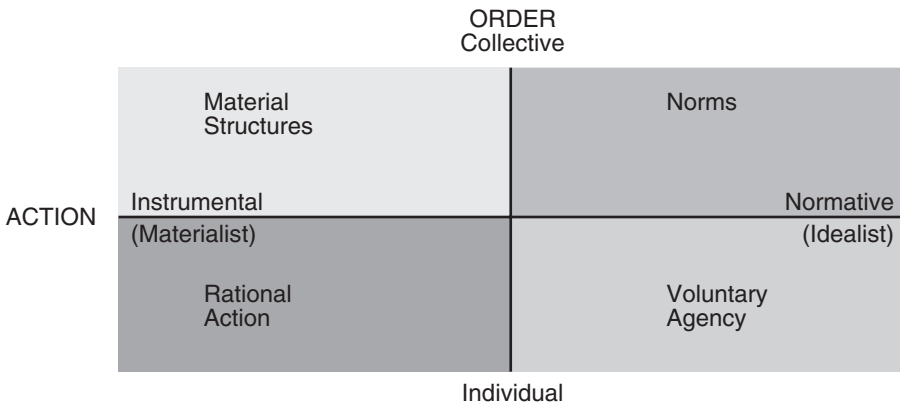 ORDER
Collective
Material
Structures
Norms
ACTION
Instrumental
Normative
(Materialist)
(Idealist)
Rational
Action
Voluntary
Agency
Individual